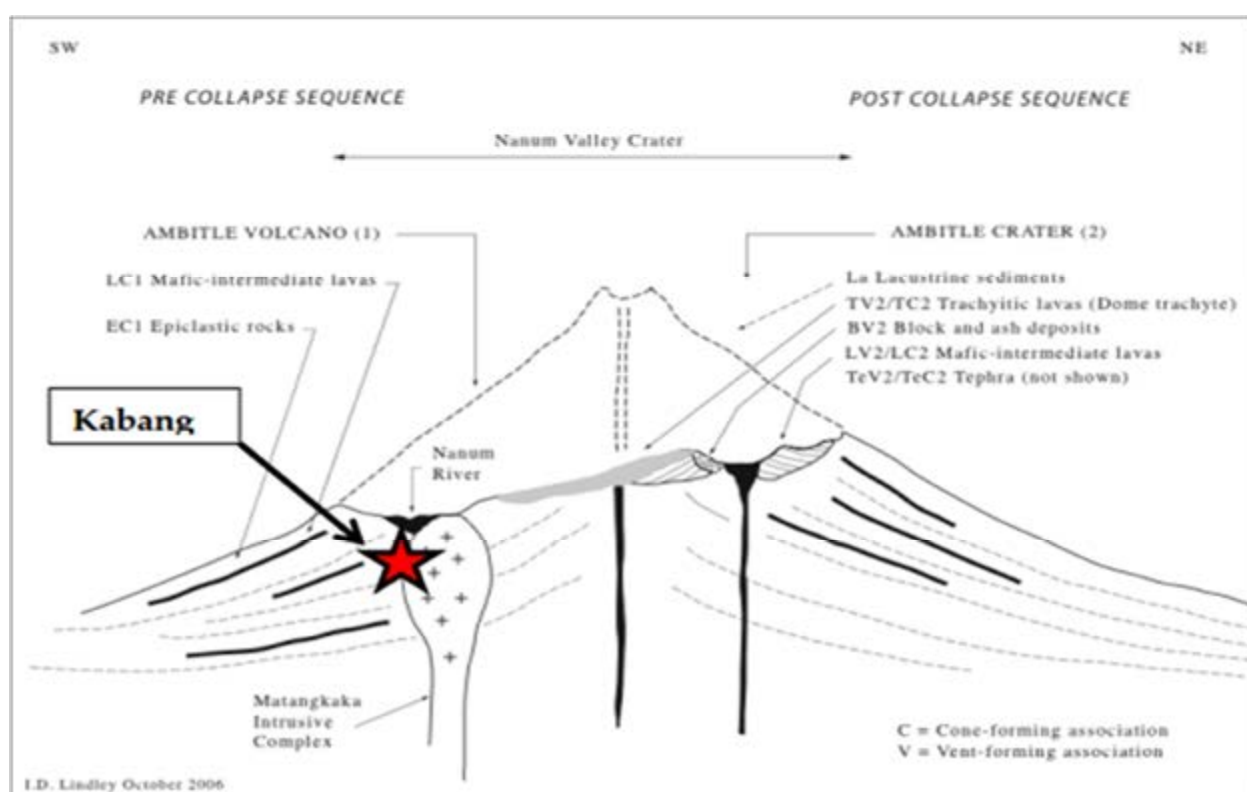 SW
NE
PRE COLLAPSE SEQUENCE
POST COLLAPSE SEQUENCE
Nanum Valley Crater
AMBITLE VOLCANO (1)
AMBITLE CRATER (2)
LC1 Mafic-intermediate lavas
EC1 Epiclastic rocks
La Lacustrine sediments
TV2/TC2 Trachyitic lavas (Dome trachyte)
BV2 Block and ash deposits
LV2/LC2 Mafic-intermediate lavas
TeV2/TeC2 Tephra (not shown)
Kabang
Nanum
River
Matangkaka
Intrusive
Complex
C = Cone-forming association
V = Vent-forming association
I.D. Lindley October 2006